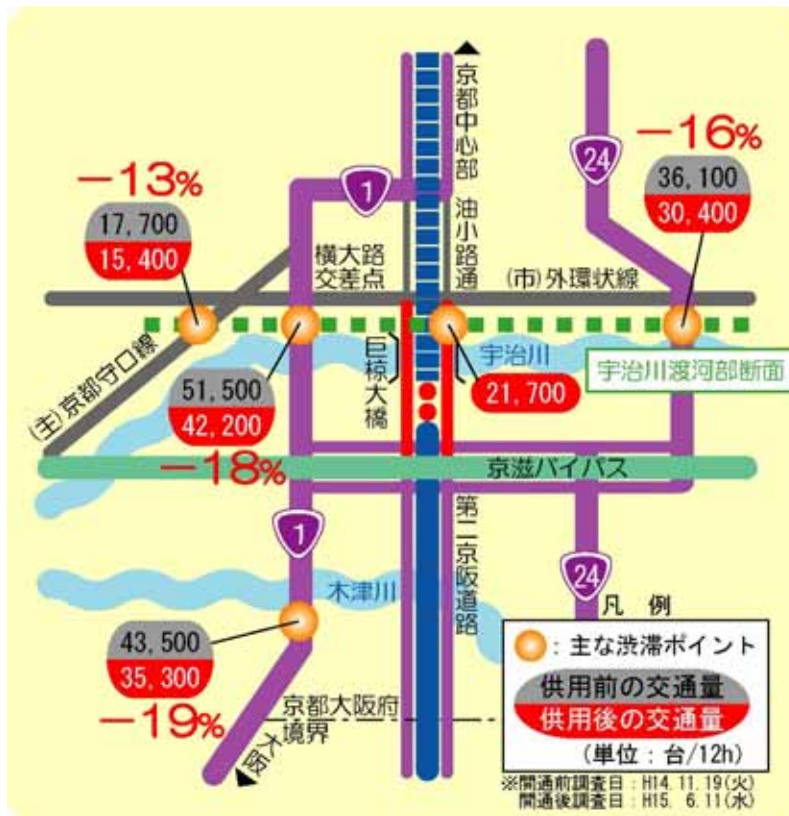 京都中心部
油小路通
24
−16%
36,100
30,400
1
−13%
17,700
15,400
横大路
交差点
(市)外環状線
(主)京都守口線
巨椋大橋
宇治川
宇治川渡河部断面
51,500
42,200
21,700
−18%
京滋バイパス
1
第二京阪道路
24
木津川
43,500
35,300
−19%
京都大阪府
境界
大阪
凡 例
:主な渋滞ポイント
供用前の交通量
供用後の交通量
(単位:台/12h)
※開通前調査日:H14.11.19(火)
開通後調査日:H15. 6.11(水)